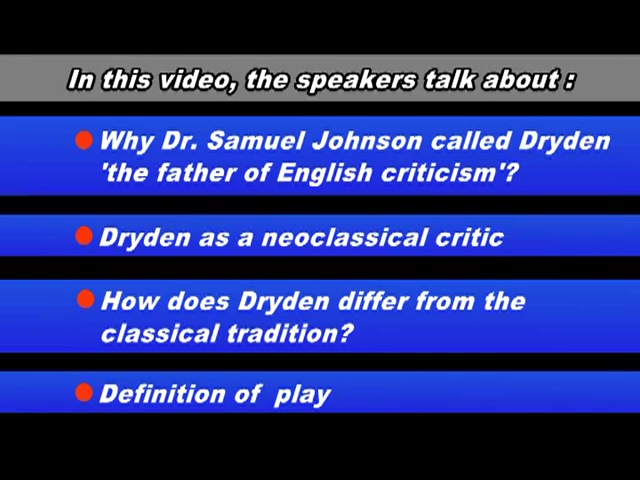 In this video, the speakers talk about :
Why Dr. Samuel Johnson called Dryden
'the father of English criticism'?
Dryden as a neoclassical critic
How does Dryden differ from the
classical tradition?
Definition of play